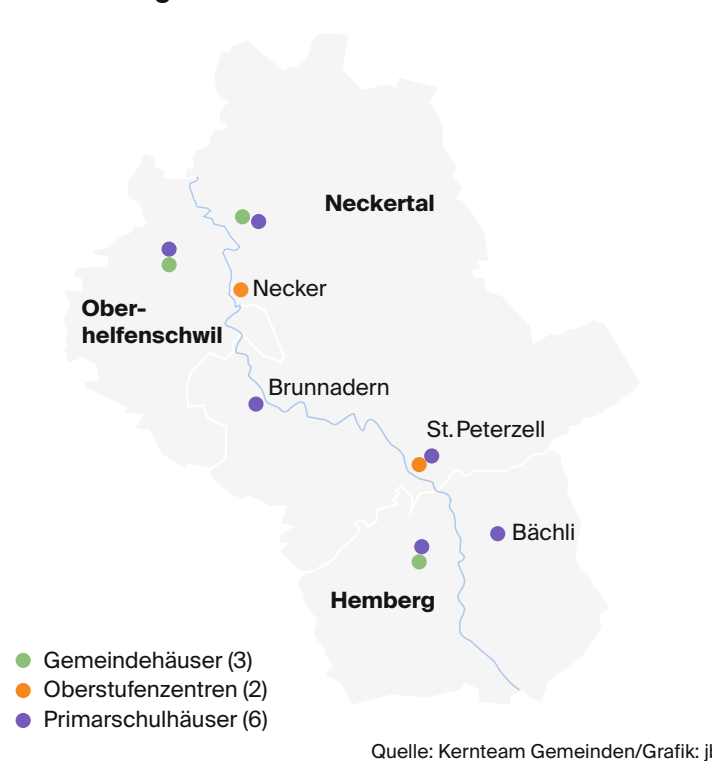 Neckertal
Necker
Ober-
helfenschwil
Brunnadern
St. Peterzell
Bächli
Hemberg
Gemeindehäuser (3)
Oberstufenzentren (2)
Primarschulhäuser (6)
Quelle: Kernteam Gemeinden/Grafik: